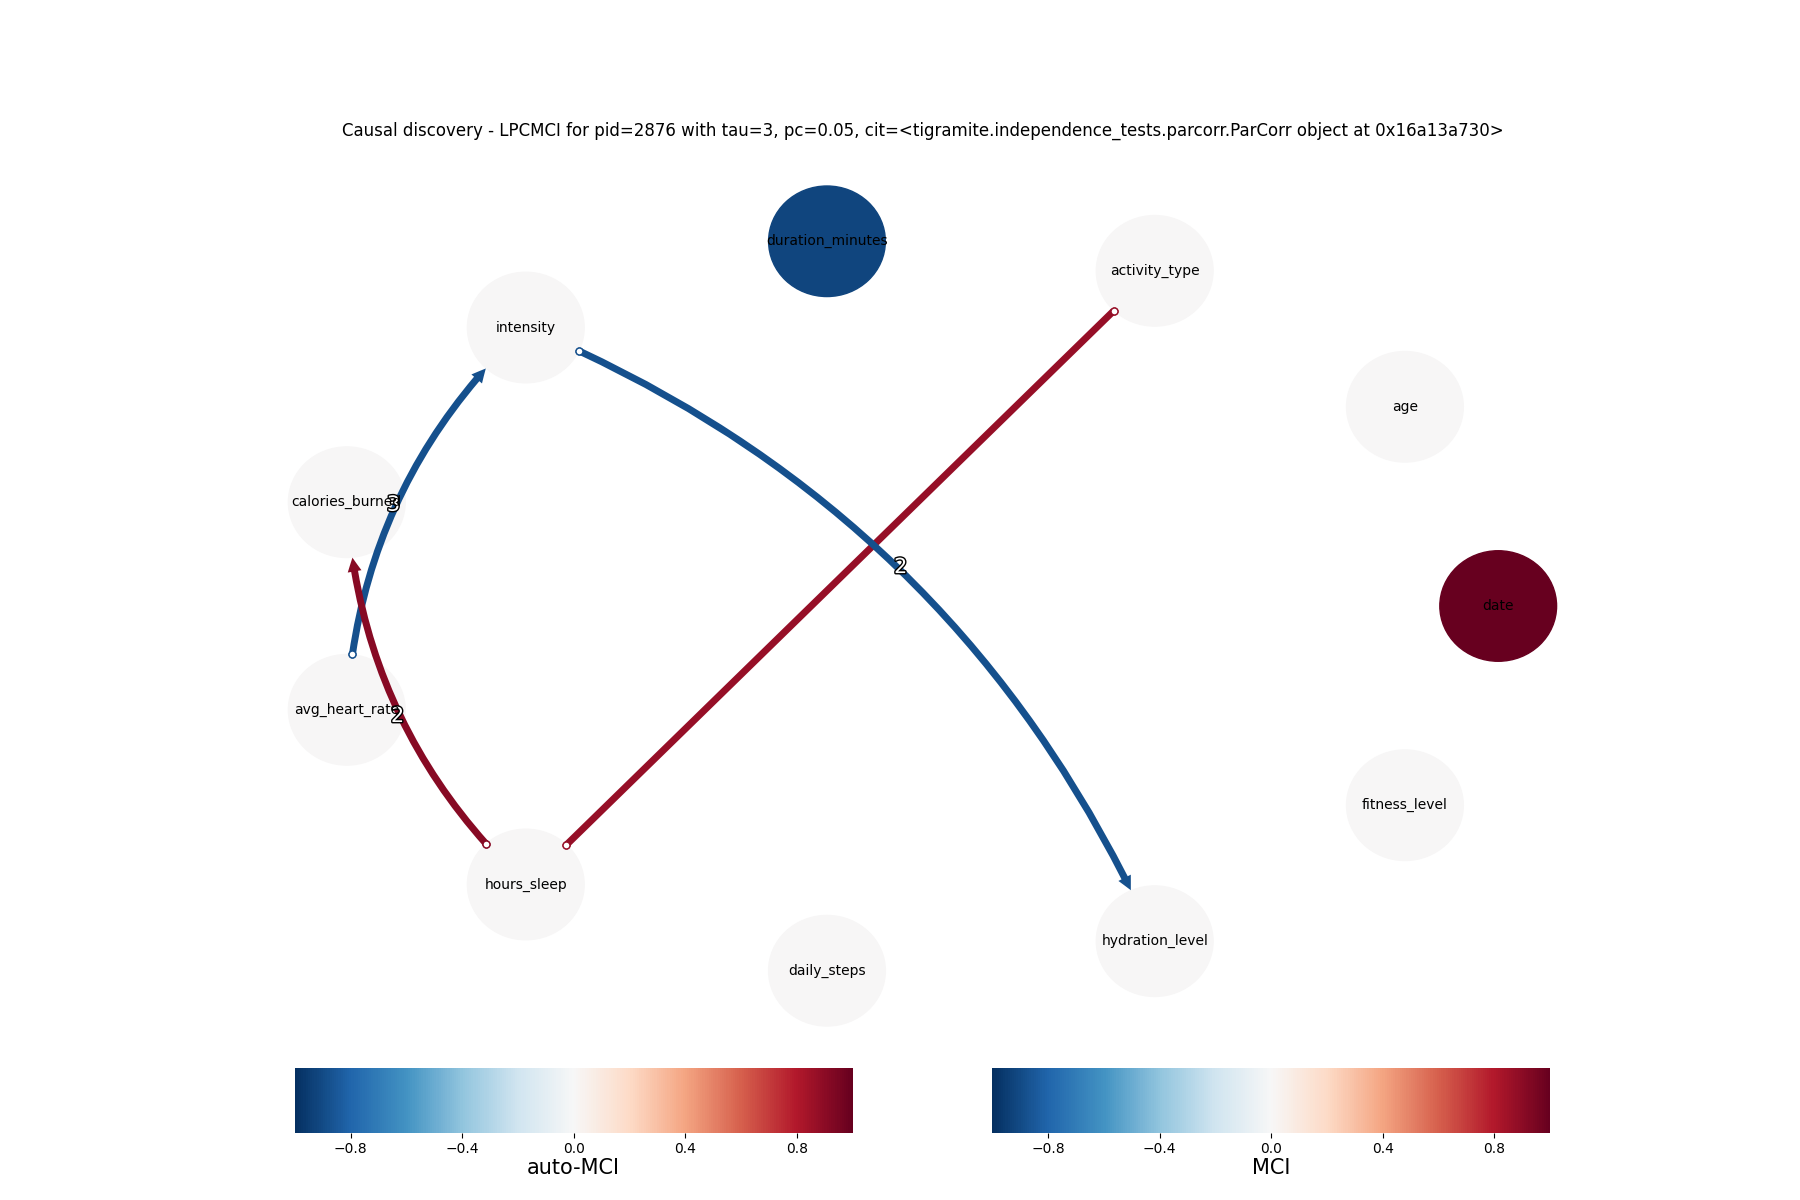 Causal discovery - LPCMCI for pid=2876 with tau=3, pc=0.05, cit=<tigramite.independence_tests.parcorr.ParCorr object at 0x16a13a730>
duration_minutes
activity_type
intensity
age
calories_burned
3
2
date
avg_heart_rate
2
fitness_level
hours_sleep
hydration_level
daily_steps
−0.8 −0.4 0.0 0.4 0.8
auto-MCI
−0.8 −0.4 0.0 0.4 0.8
MCI